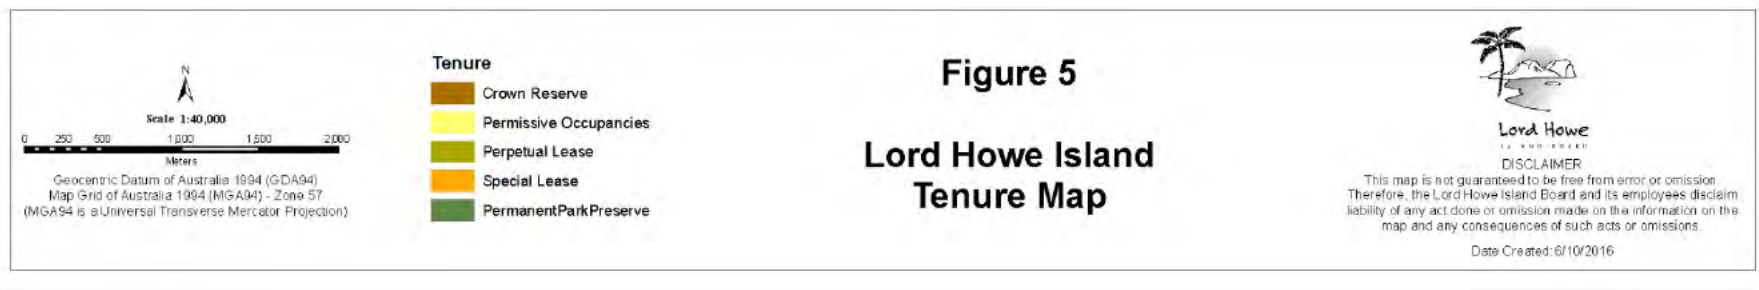 N
Scale 1:40,000
0 250 500 1,000 1,500 2,000
Meters
Geocentric Datum of Australia 1994 (GDA94)
Map Grid of Australia 1994 (MGA94) - Zone 57
(MGA94 is a Universal Transverse Mercator Projection)
Tenure
Crown Reserve
Permissive Occupancies
Perpetual Lease
Special Lease
PermanentParkPreserve
Figure 5
Lord Howe Island
Tenure Map
Lord Howe
ISLAND BOARD
DISCLAIMER
This map is not guaranteed to be free from error or omission.
Therefore, the Lord Howe Island Board and its employees disclaim
liability of any act done or omission made on the information on the
map and any consequences of such acts or omissions.
Date Created: 6/10/2016